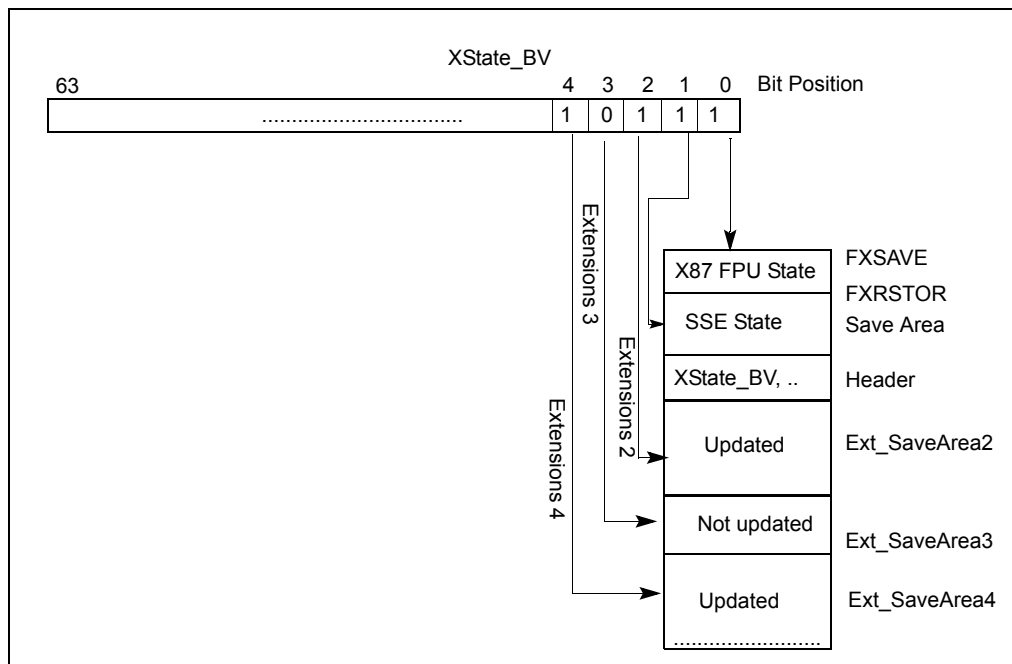 XState_BV
63 4 3 2 1 0 Bit Position
.................................. 1 0 1 1 1
Extensions 3
Extensions 2
Extensions 4
X87 FPU State FXSAVE
FXRSTOR
SSE State Save Area
XState_BV, .. Header
Updated Ext_SaveArea2
Not updated
Ext_SaveArea3
Updated Ext_SaveArea4
........................